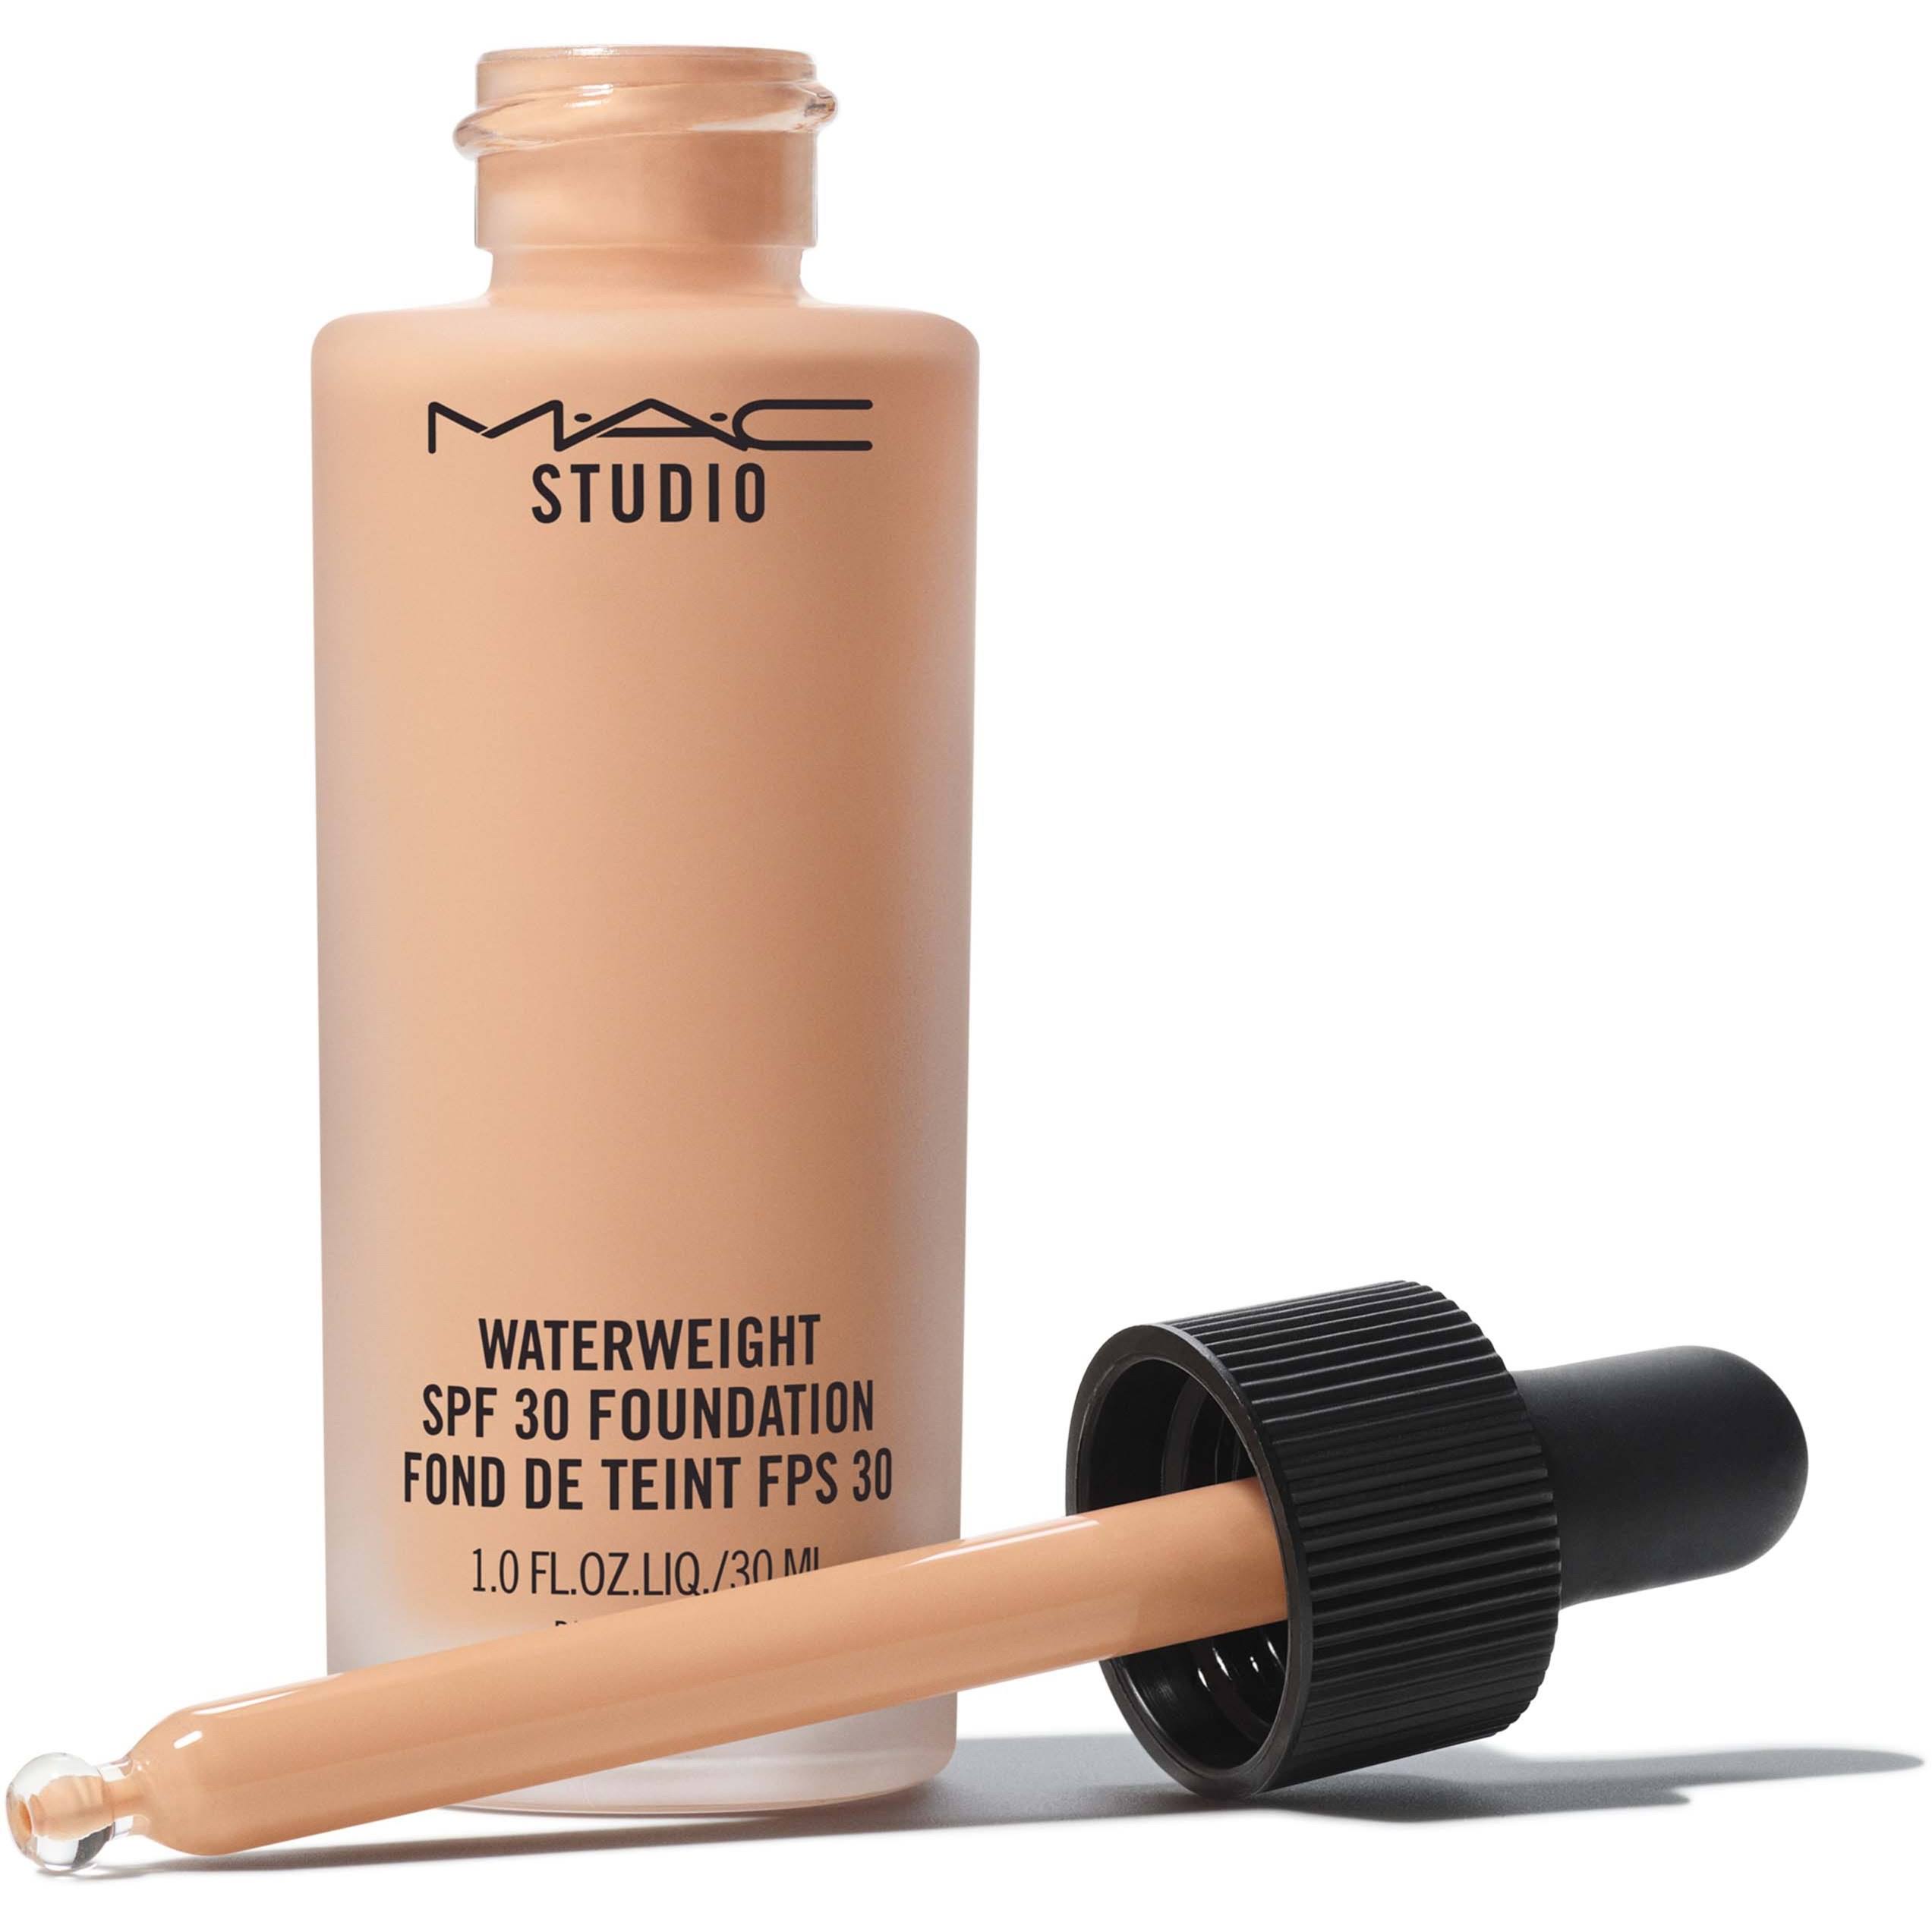 M·A·C
STUDIO
WATERWEIGHT
SPF 30 FOUNDATION
FOND DE TEINT FPS 30
1.0 FL.OZ.LIQ./30 ML